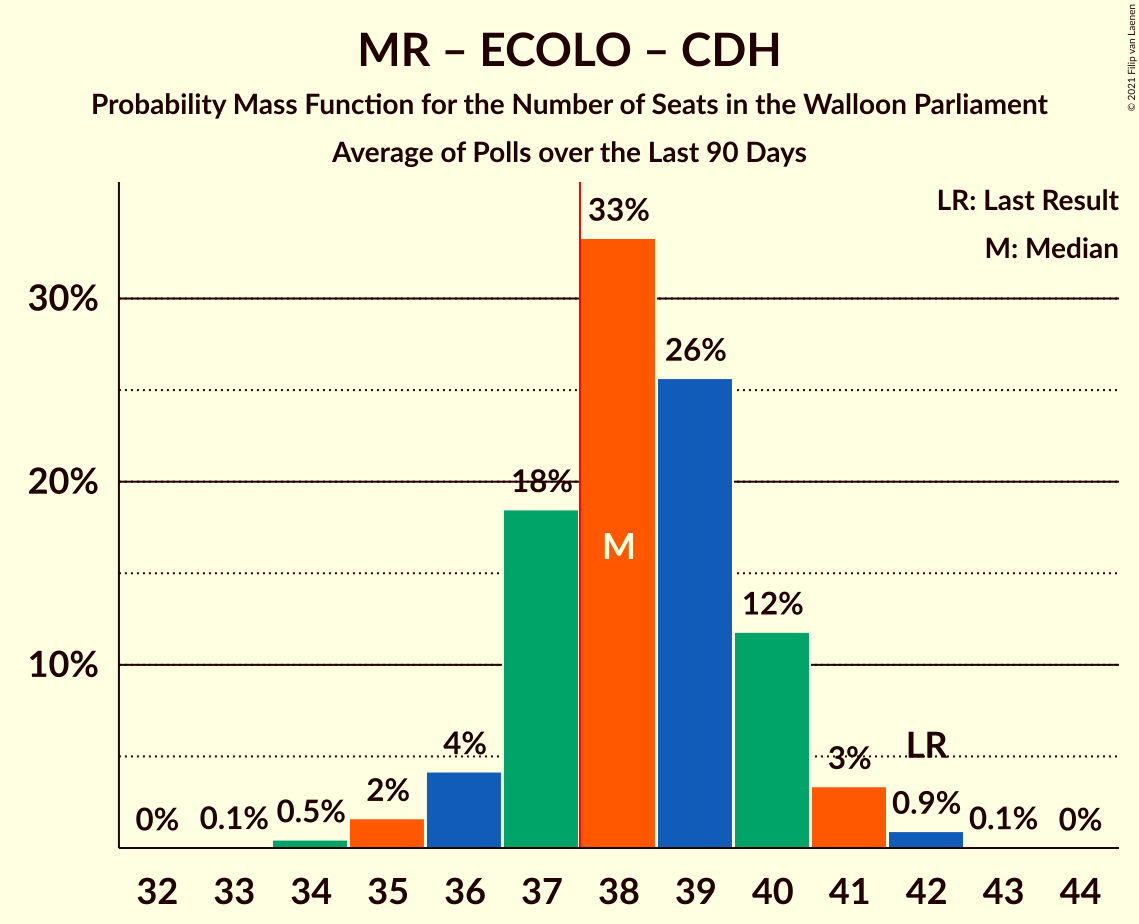 MR – ECOLO – CDH
Probability Mass Function for the Number of Seats in the Walloon Parliament
Average of Polls over the Last 90 Days
© 2021 Filip van Laenen
LR: Last Result
M: Median
33%
30%
26%
20%
18%
M
12%
10%
4%
LR
3%
2%
0.9%
0.5%
0% 0.1% 0.1% 0%
32 33 34 35 36 37 38 39 40 41 42 43 44